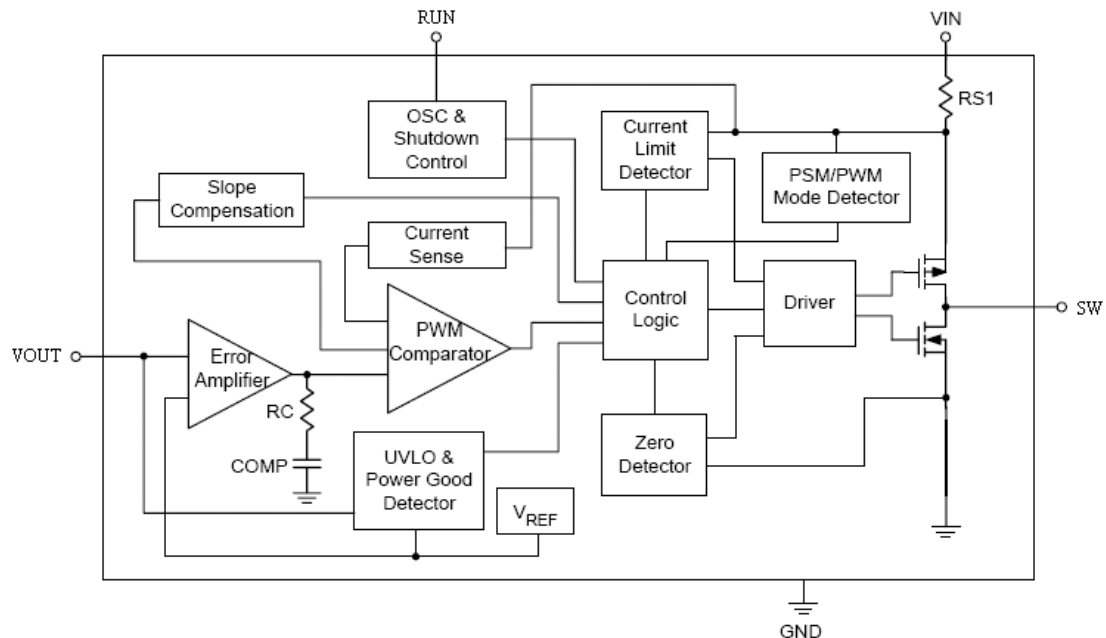 RUN
VIN
RS1
OSC &
Shutdown
Control
Current
Limit
Detector
PSM/PWM
Mode Detector
Slope
Compensation
Current
Sense
Control
Logic
Driver
SW
PWM
Comparator
VOUT
Error
Amplifier
RC
COMP
UVLO &
Power Good
Detector
VREF
Zero
Detector
GND